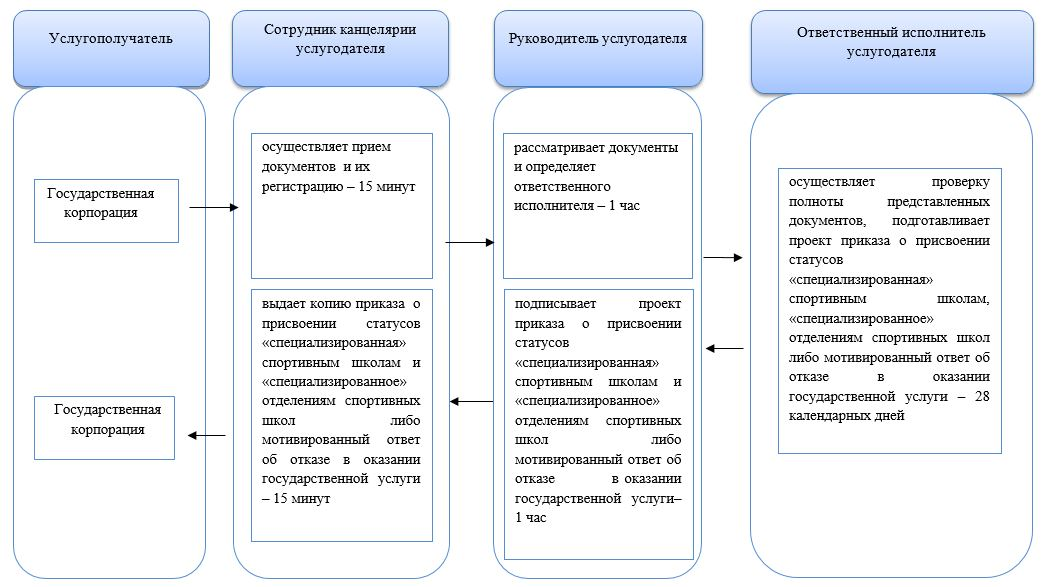 Услугополучатель
Сотрудник канцелярии
услугодателя
Руководитель услугодателя
Ответственный исполнитель
услугодателя
Государственная
корпорация
осуществляет прием
документов и их
регистрацию – 15 минут
рассматривает документы
и определяет
ответственного
исполнителя – 1 час
осуществляет проверку
полноты представленных
документов, подготавливает
проект приказа о присвоении
статусов
«специализированная»
спортивным школам,
«специализированное»
отделениям спортивных школ
либо мотивированный ответ об
отказе в оказании
государственной услуги – 28
календарных дней
подписывает проект
приказа о присвоении
статусов
«специализированная»
спортивным школам и
«специализированное»
отделениям спортивных
школ либо
мотивированный ответ об
отказе в оказании
государственной услуги–
1 час
выдает копию приказа о
присвоении статусов
«специализированная»
спортивным школам и
«специализированное»
отделениям спортивных
школ либо
мотивированный ответ
об отказе в оказании
государственной услуги
– 15 минут
Государственная
корпорация